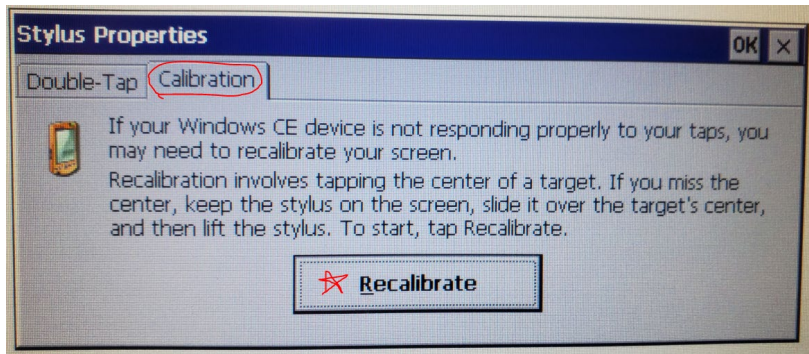 Stylus Properties
OK ×
Double-Tap Calibration
If your Windows CE device is not responding properly to your taps, you
may need to recalibrate your screen.
Recalibration involves tapping the center of a target. If you miss the
center, keep the stylus on the screen, slide it over the target's center,
and then lift the stylus. To start, tap Recalibrate.
Recalibrate